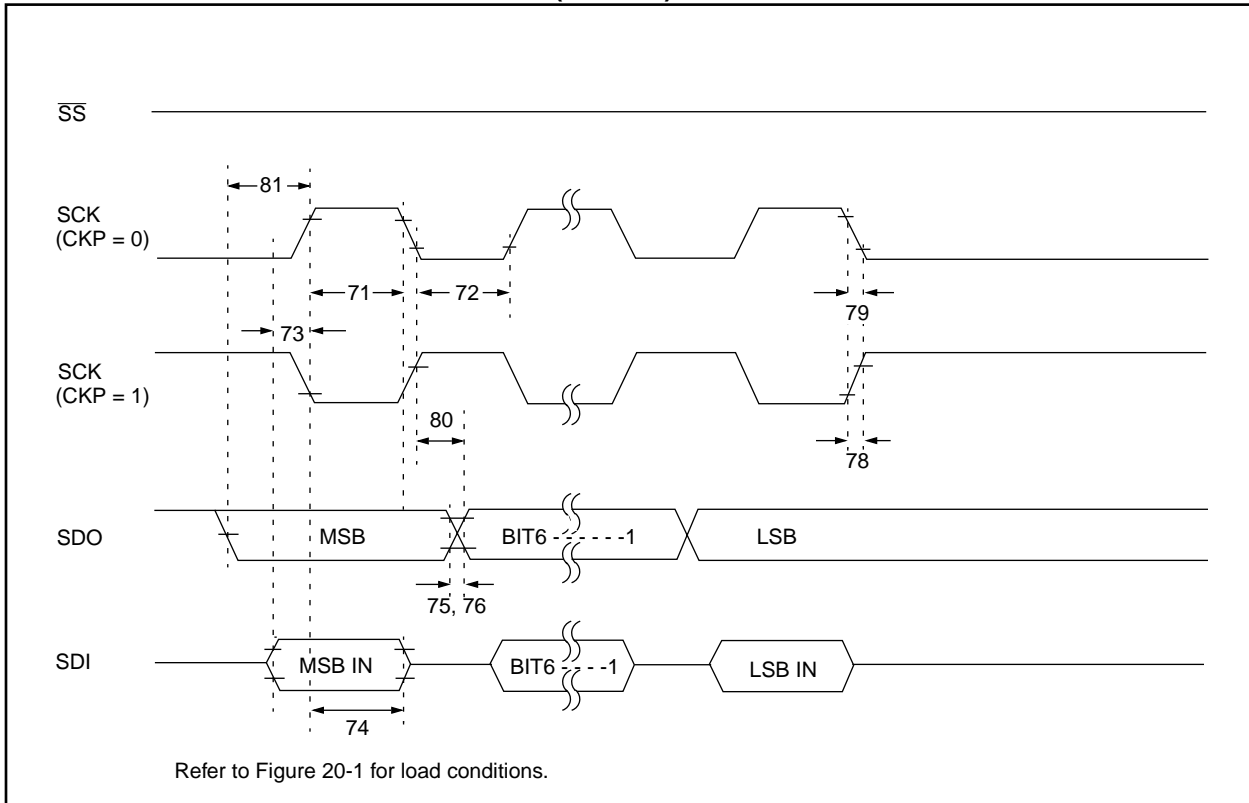 SS
81
SCK
(CKP = 0)
71
72
73
79
SCK
(CKP = 1)
80
78
SDO
MSB
BIT6 - - - - - -1
LSB
75, 76
SDI
MSB IN
BIT6 - - - - -1
LSB IN
74
Refer to Figure 20-1 for load conditions.